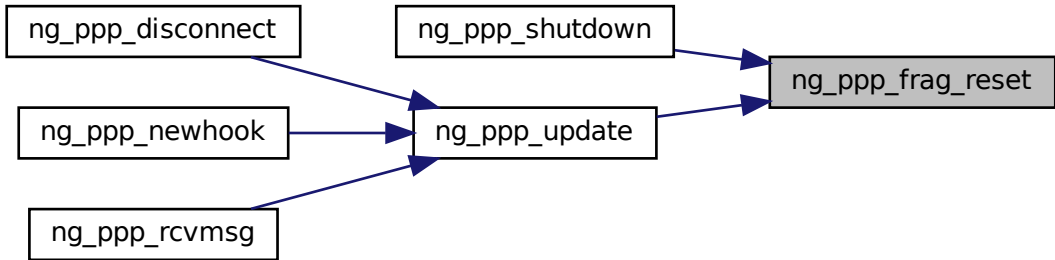 ng_ppp_disconnect
ng_ppp_shutdown
ng_ppp_frag_reset
ng_ppp_newhook
ng_ppp_update
ng_ppp_rcvmsg